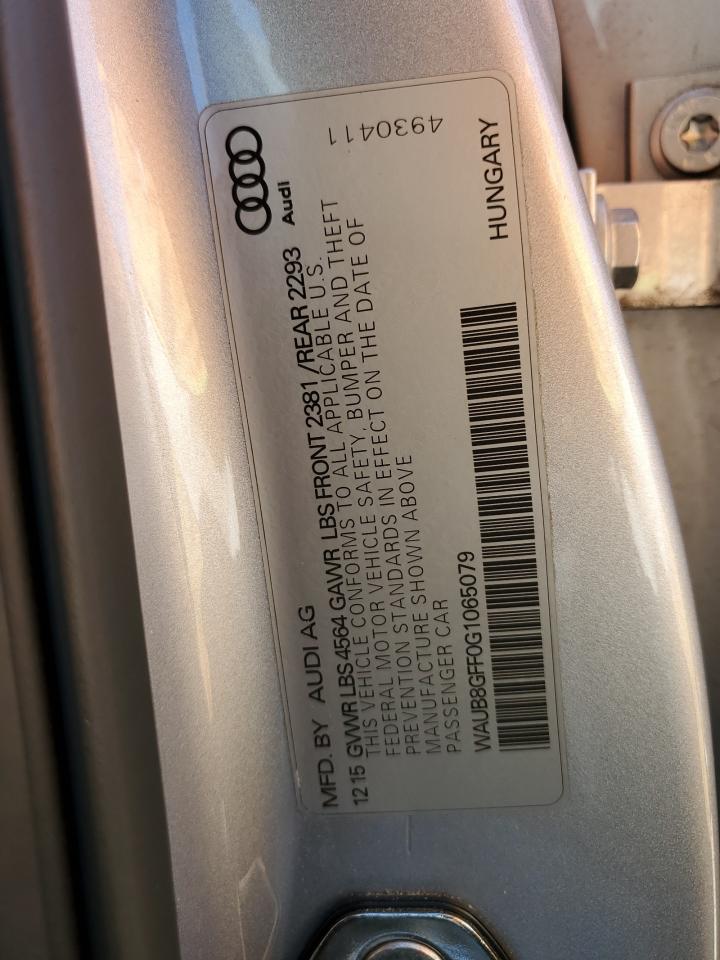 Audi
4930411
MFD. BY AUDI AG
12 15 GVWR LBS 4564 GAWR LBS FRONT 2381 /REAR 2293
THIS VEHICLE CONFORMS TO ALL APPLICABLE U.S.
FEDERAL MOTOR VEHICLE SAFETY, BUMPER AND THEFT
PREVENTION STANDARDS IN EFFECT ON THE DATE OF
MANUFACTURE SHOWN ABOVE
PASSENGER CAR
WAUB8GFF0G1065079
HUNGARY